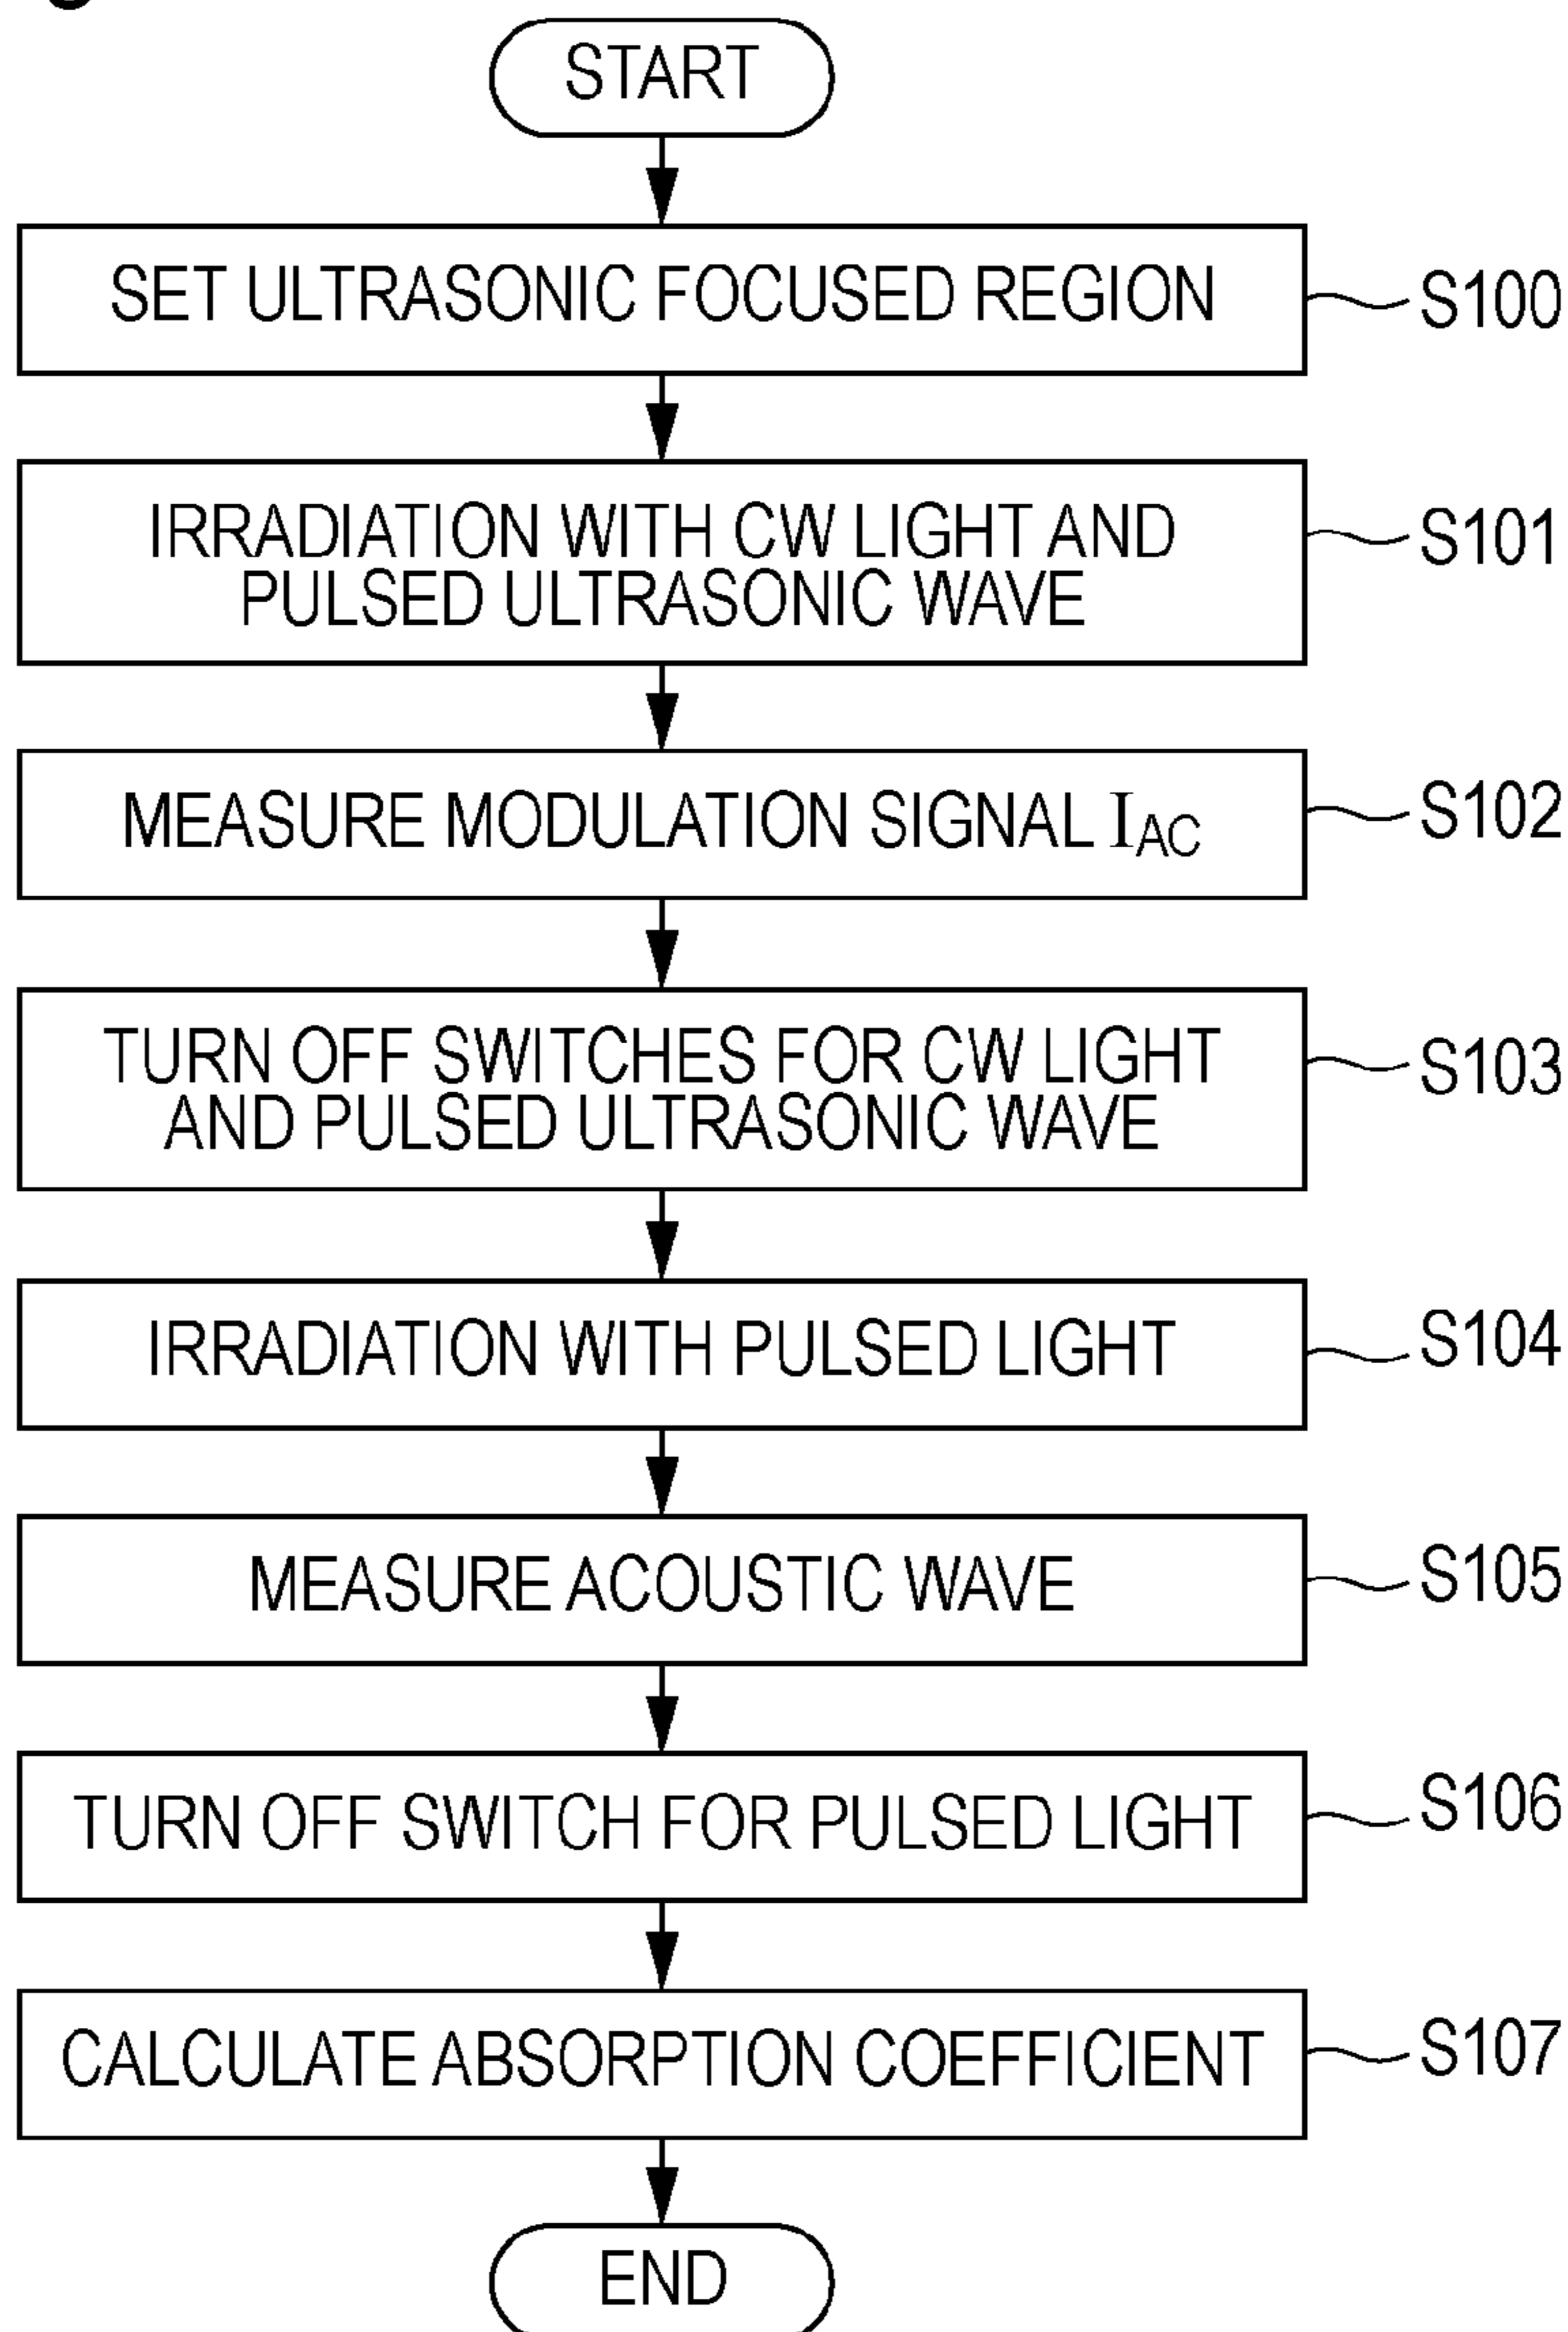 START
SET ULTRASONIC FOCUSED REGION
S100
IRRADIATION WITH CW LIGHT AND
PULSED ULTRASONIC WAVE
S101
MEASURE MODULATION SIGNAL I_AC
S102
TURN OFF SWITCHES FOR CW LIGHT
AND PULSED ULTRASONIC WAVE
S103
IRRADIATION WITH PULSED LIGHT
S104
MEASURE ACOUSTIC WAVE
S105
TURN OFF SWITCH FOR PULSED LIGHT
S106
CALCULATE ABSORPTION COEFFICIENT
S107
END